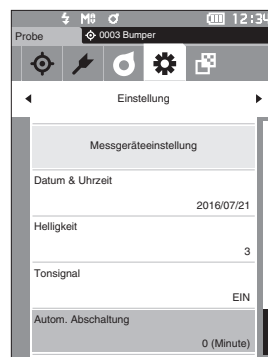 M0 12:34
Probe 0003 Bumper
Einstellung
Messgeräteeinstellung
Datum & Uhrzeit
2016/07/21
Helligkeit
3
Tonsignal
EIN
Autom. Abschaltung
0 (Minute)